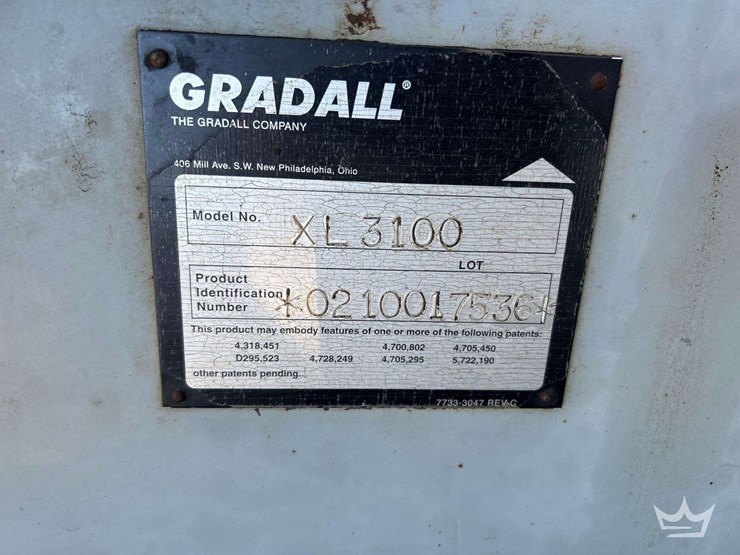 GRADALL®
THE GRADALL COMPANY
406 Mill Ave. S.W. New Philadelphia, Ohio
Model No. XL 3100
LOT
Product
Identification
Number *0210017536*
This product may embody features of one or more of the following patents:
4,318,451 4,700,802 4,705,450
D295,523 4,728,249 4,705,295 5,722,190
other patents pending.
7733-3047 REV-C